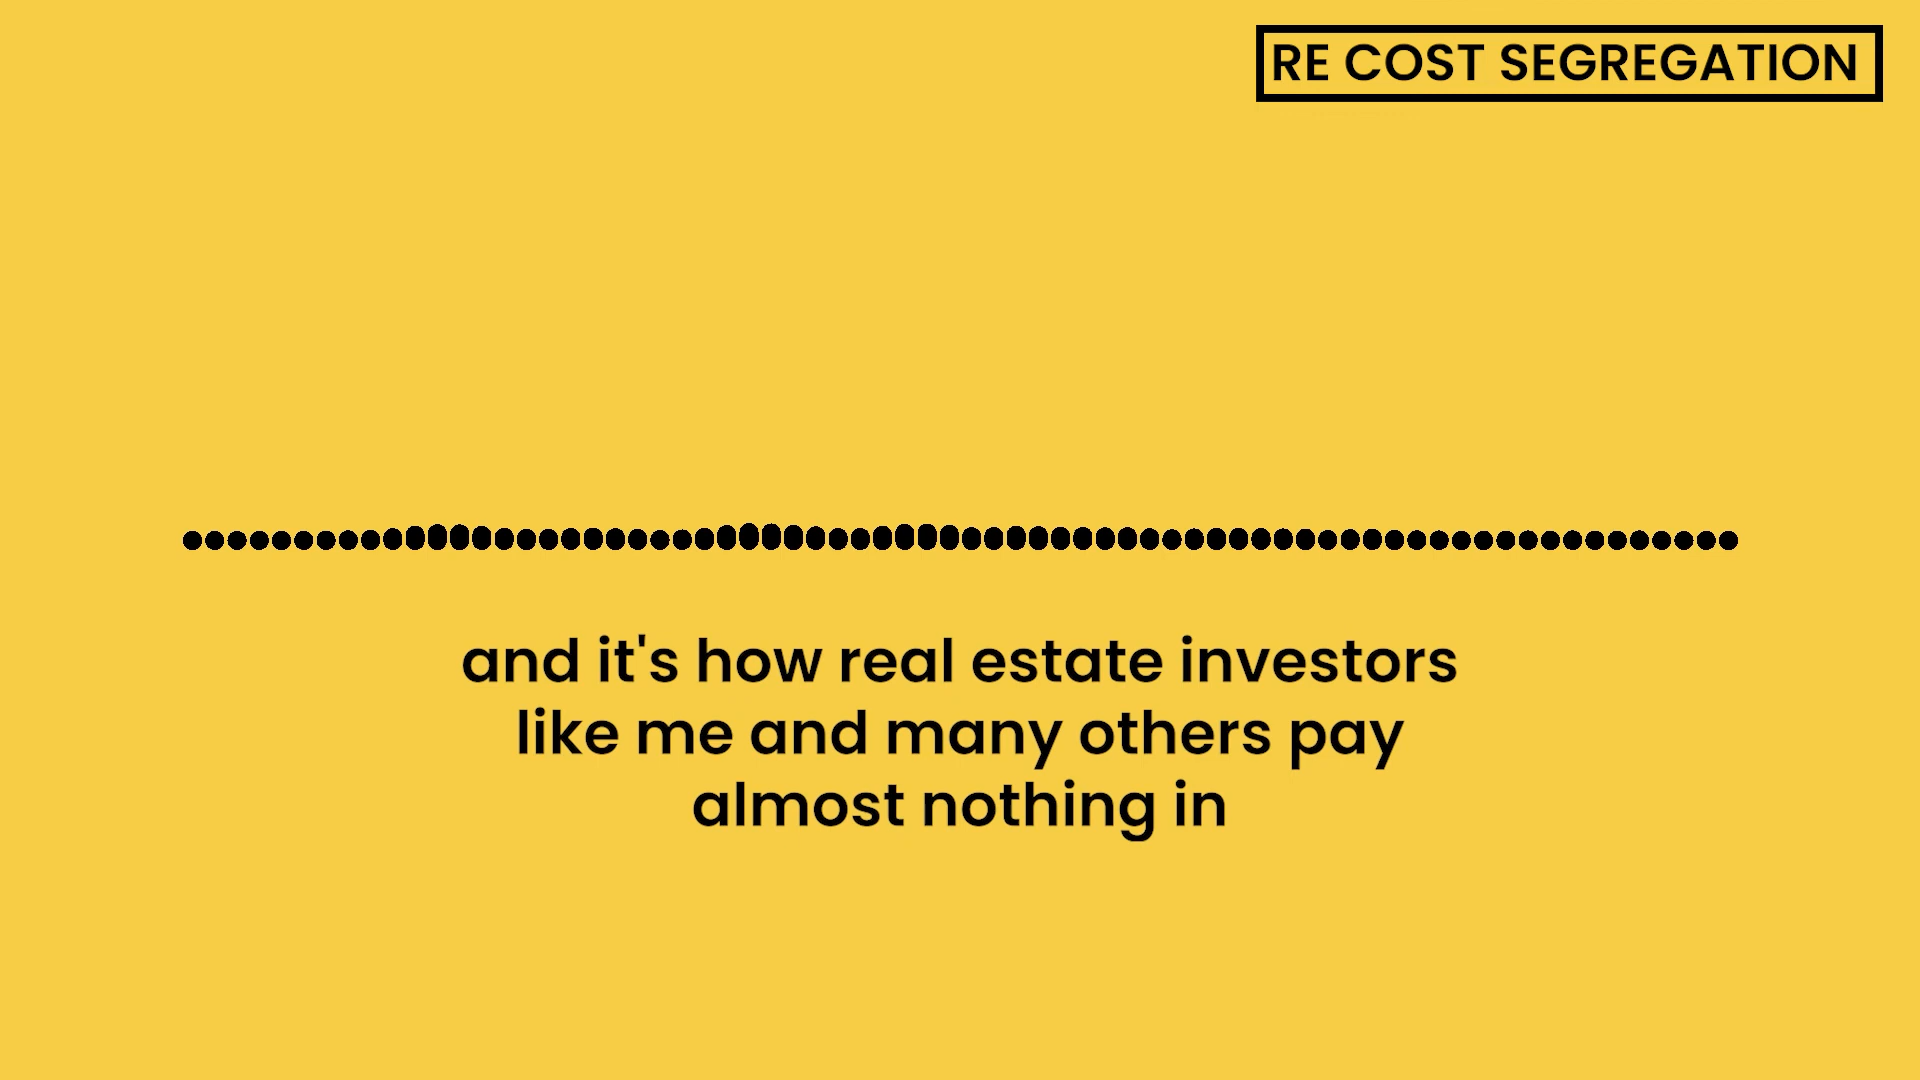 RE COST SEGREGATION
and it's how real estate investors
like me and many others pay
almost nothing in